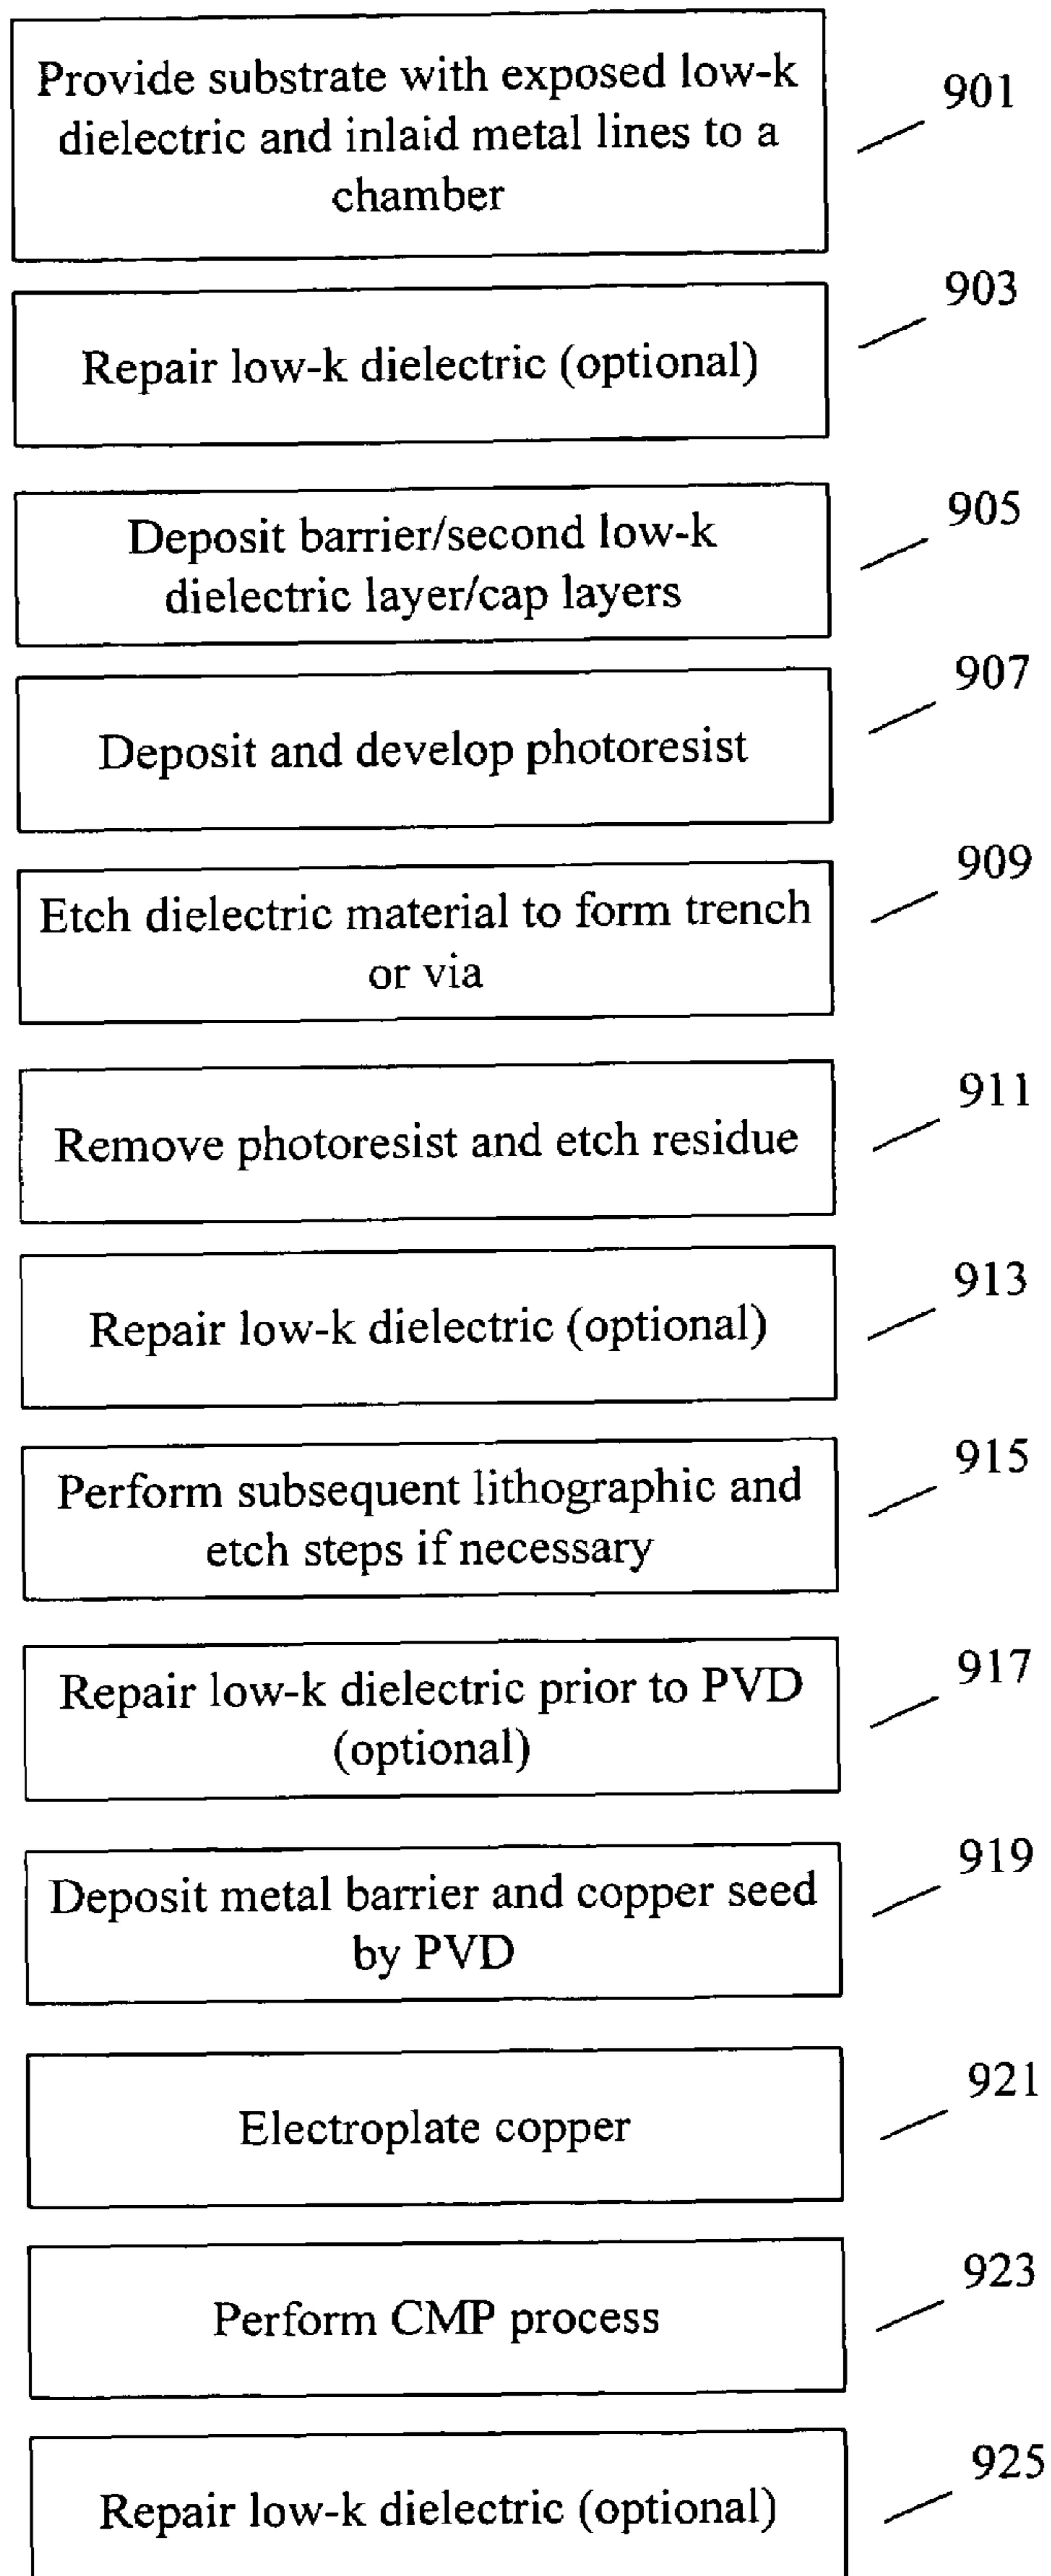 Provide substrate with exposed low-k
dielectric and inlaid metal lines to a
chamber
901
Repair low-k dielectric (optional)
903
Deposit barrier/second low-k
dielectric layer/cap layers
905
Deposit and develop photoresist
907
Etch dielectric material to form trench
or via
909
Remove photoresist and etch residue
911
Repair low-k dielectric (optional)
913
Perform subsequent lithographic and
etch steps if necessary
915
Repair low-k dielectric prior to PVD
(optional)
917
Deposit metal barrier and copper seed
by PVD
919
Electroplate copper
921
Perform CMP process
923
Repair low-k dielectric (optional)
925